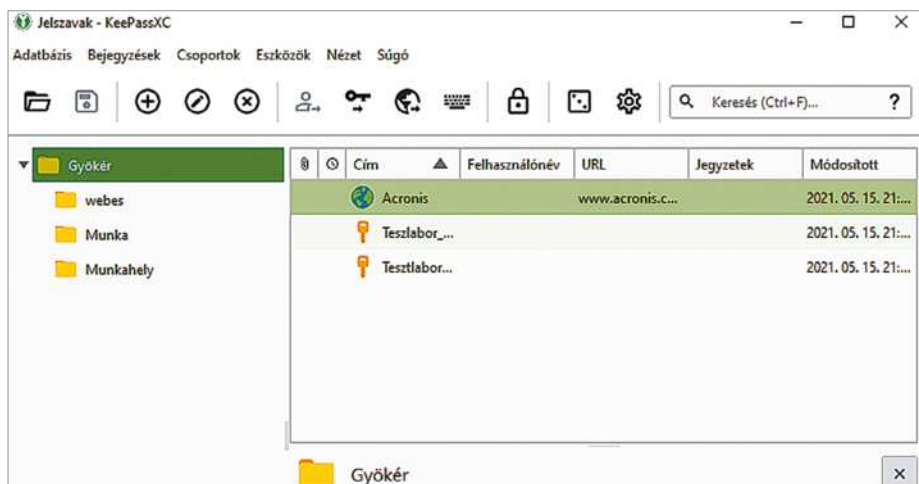 Jelszavak - KeePassXC
Adatbázis Bejegyzések Csoportok Eszközök Nézet Súgó
Keresés (Ctrl+F)... ?
Gyökér
webes
Munka
Munkahely
Cím Felhasználónév URL Jegyzetek Módosított
Acronis www.acronis.c... 2021. 05. 15. 21:...
Teszlabor_... 2021. 05. 15. 21:...
Tesztlabor... 2021. 05. 15. 21:...
Gyökér